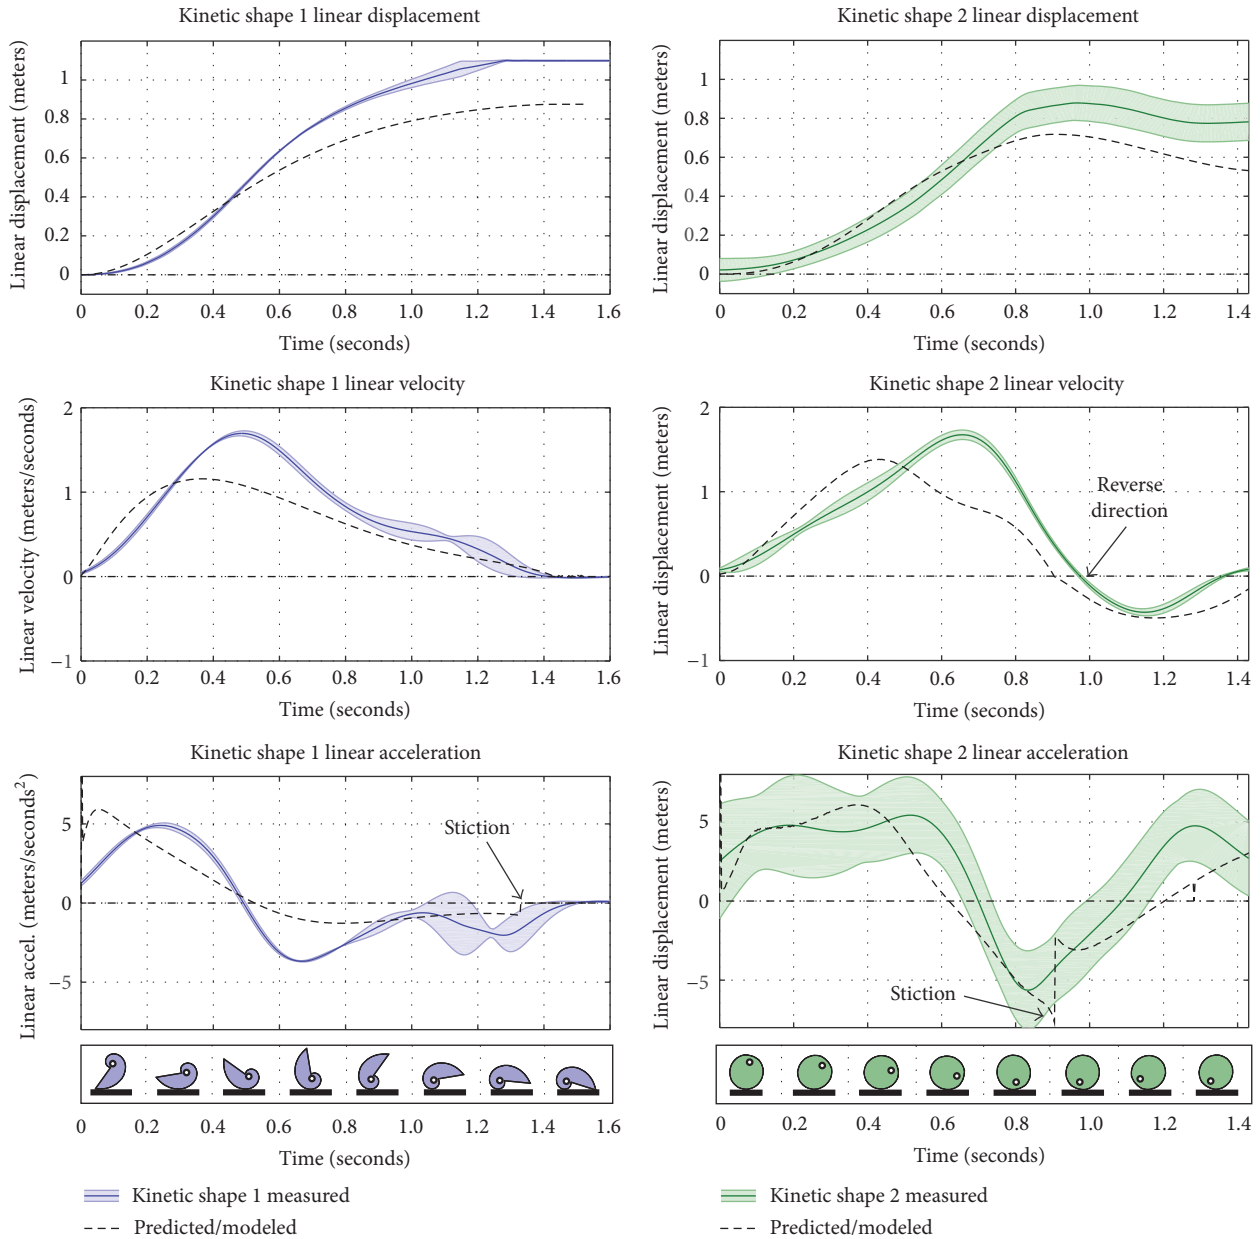 Kinetic shape 1 linear displacement
Linear displacement (meters)
1
0.8
0.6
0.4
0.2
0
0 0.2 0.4 0.6 0.8 1.0 1.2 1.4 1.6
Time (seconds)
Kinetic shape 2 linear displacement
Linear displacement (meters)
1
0.8
0.6
0.4
0.2
0
0 0.2 0.4 0.6 0.8 1.0 1.2 1.4
Time (seconds)
Kinetic shape 1 linear velocity
Linear velocity (meters/seconds)
2
1
0
−1
0 0.2 0.4 0.6 0.8 1.0 1.2 1.4 1.6
Time (seconds)
Kinetic shape 2 linear velocity
Linear displacement (meters)
2
1
0
−1
Reverse
direction
0 0.2 0.4 0.6 0.8 1.0 1.2 1.4
Time (seconds)
Kinetic shape 1 linear acceleration
Linear accel. (meters/seconds²)
5
0
−5
Stiction
0 0.2 0.4 0.6 0.8 1.0 1.2 1.4 1.6
Time (seconds)
Kinetic shape 2 linear acceleration
Linear displacement (meters)
5
0
−5
Stiction
0 0.2 0.4 0.6 0.8 1.0 1.2 1.4
Time (seconds)
Kinetic shape 1 measured
Predicted/modeled
Kinetic shape 2 measured
Predicted/modeled